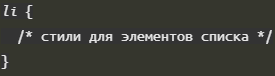 li {
  /* стили для элементов списка */
}